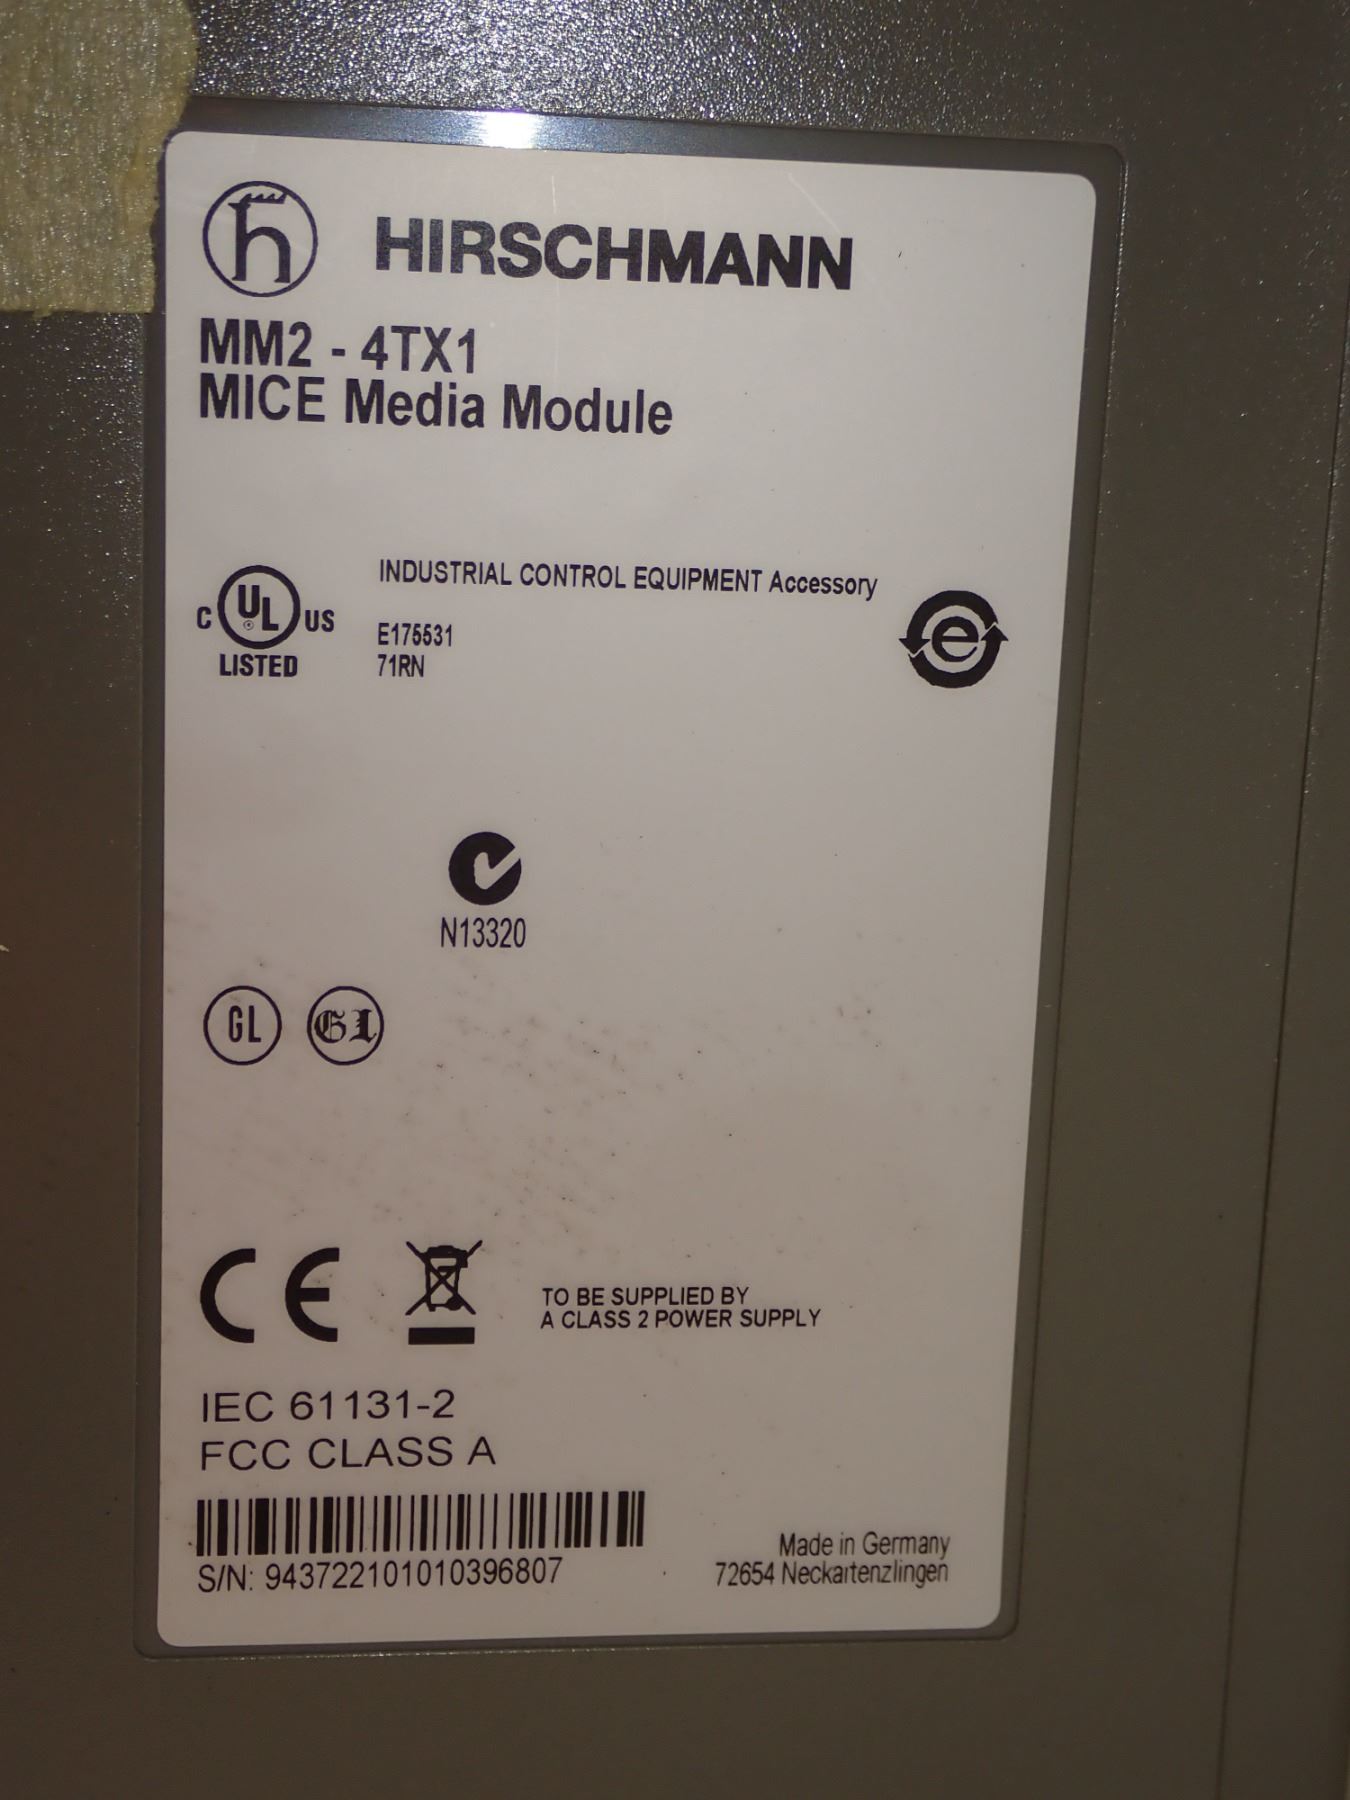 HIRSCHMANN
MM2 - 4TX1
MICE Media Module
C UL US
LISTED
INDUSTRIAL CONTROL EQUIPMENT Accessory
E175531
71RN
e
N13320
GL GL
CE
TO BE SUPPLIED BY
A CLASS 2 POWER SUPPLY
IEC 61131-2
FCC CLASS A
S/N: 943722101010396807
Made in Germany
72654 Neckartenzlingen